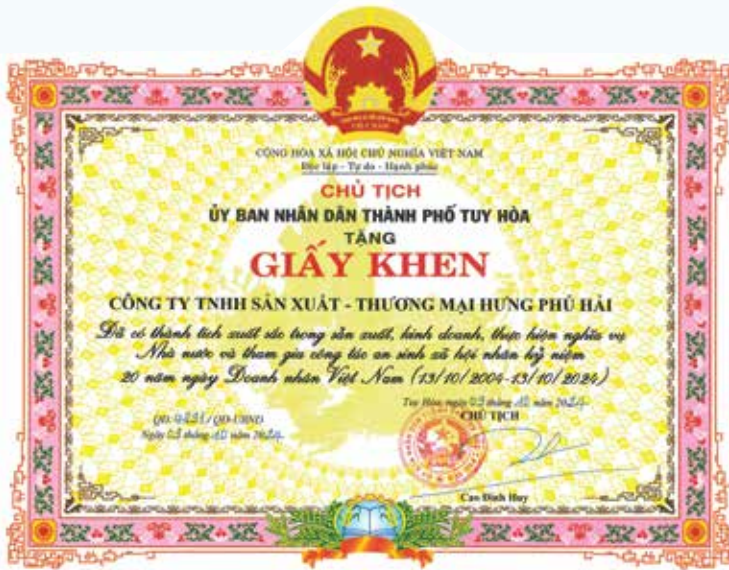 CỘNG HÒA XÃ HỘI CHỦ NGHĨA VIỆT NAM
Độc lập - Tự do - Hạnh phúc
CHỦ TỊCH
ỦY BAN NHÂN DÂN THÀNH PHỐ TUY HÒA
TẶNG
GIẤY KHEN
CÔNG TY TNHH SẢN XUẤT - THƯƠNG MẠI HƯNG PHÚ HẢI
Đã có thành tích xuất sắc trong sản xuất, kinh doanh, thực hiện nghĩa vụ
Nhà nước và tham gia công tác an sinh xã hội nhân kỷ niệm
20 năm ngày Doanh nhân Việt Nam (13/10/2004-13/10/2024)
Tuy Hòa, ngày tháng năm 2024
CHỦ TỊCH
QĐ: /QĐ-UBND
Ngày tháng năm 2024
Cao Đình Huy